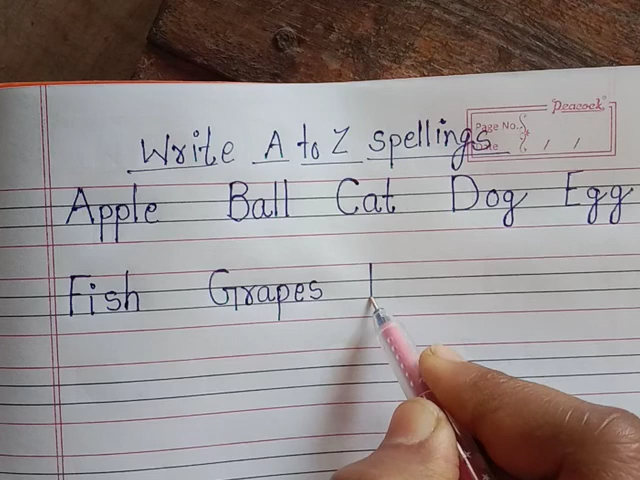 Peacock
Page No.
Write A to Z spellings
Apple Ball Cat Dog Egg
Fish Grapes